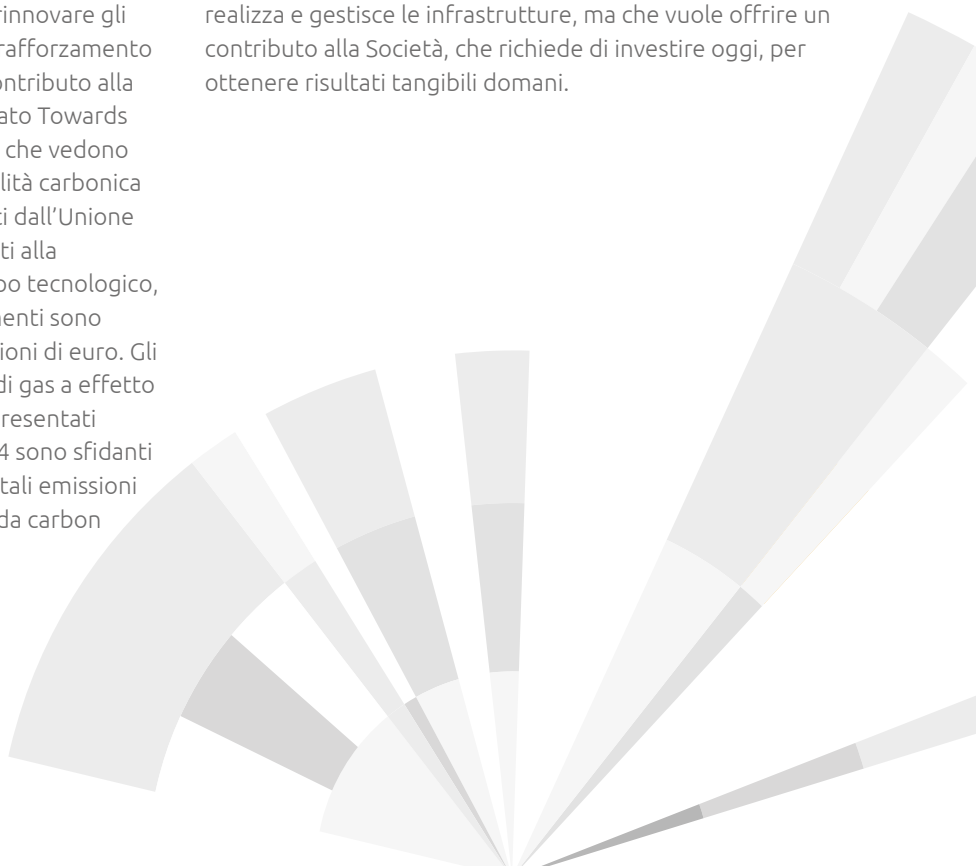 rinnovare gli
rafforzamento
ontributo alla
ato Towards
che vedono
lità carbonica
ti dall’Unione
ti alla
po tecnologico,
menti sono
ioni di euro. Gli
di gas a effetto
resentati
4 sono sfidanti
tali emissioni
da carbon
realizza e gestisce le infrastrutture, ma che vuole offrire un
contributo alla Società, che richiede di investire oggi, per
ottenere risultati tangibili domani.